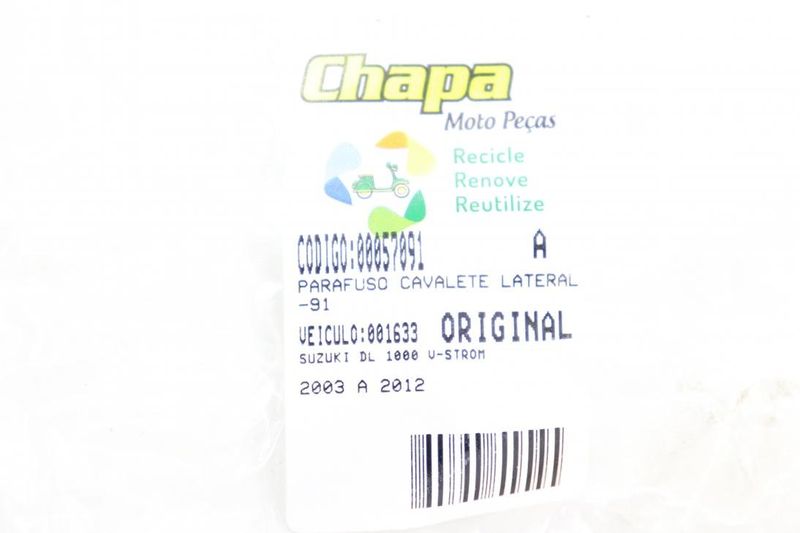 Chapa
Moto Peças
Recicle
Renove
Reutilize
CODIGO:00057091 A
PARAFUSO CAVALETE LATERAL
-91
VEICULO:001633 ORIGINAL
SUZUKI DL 1000 V-STROM
2003 A 2012